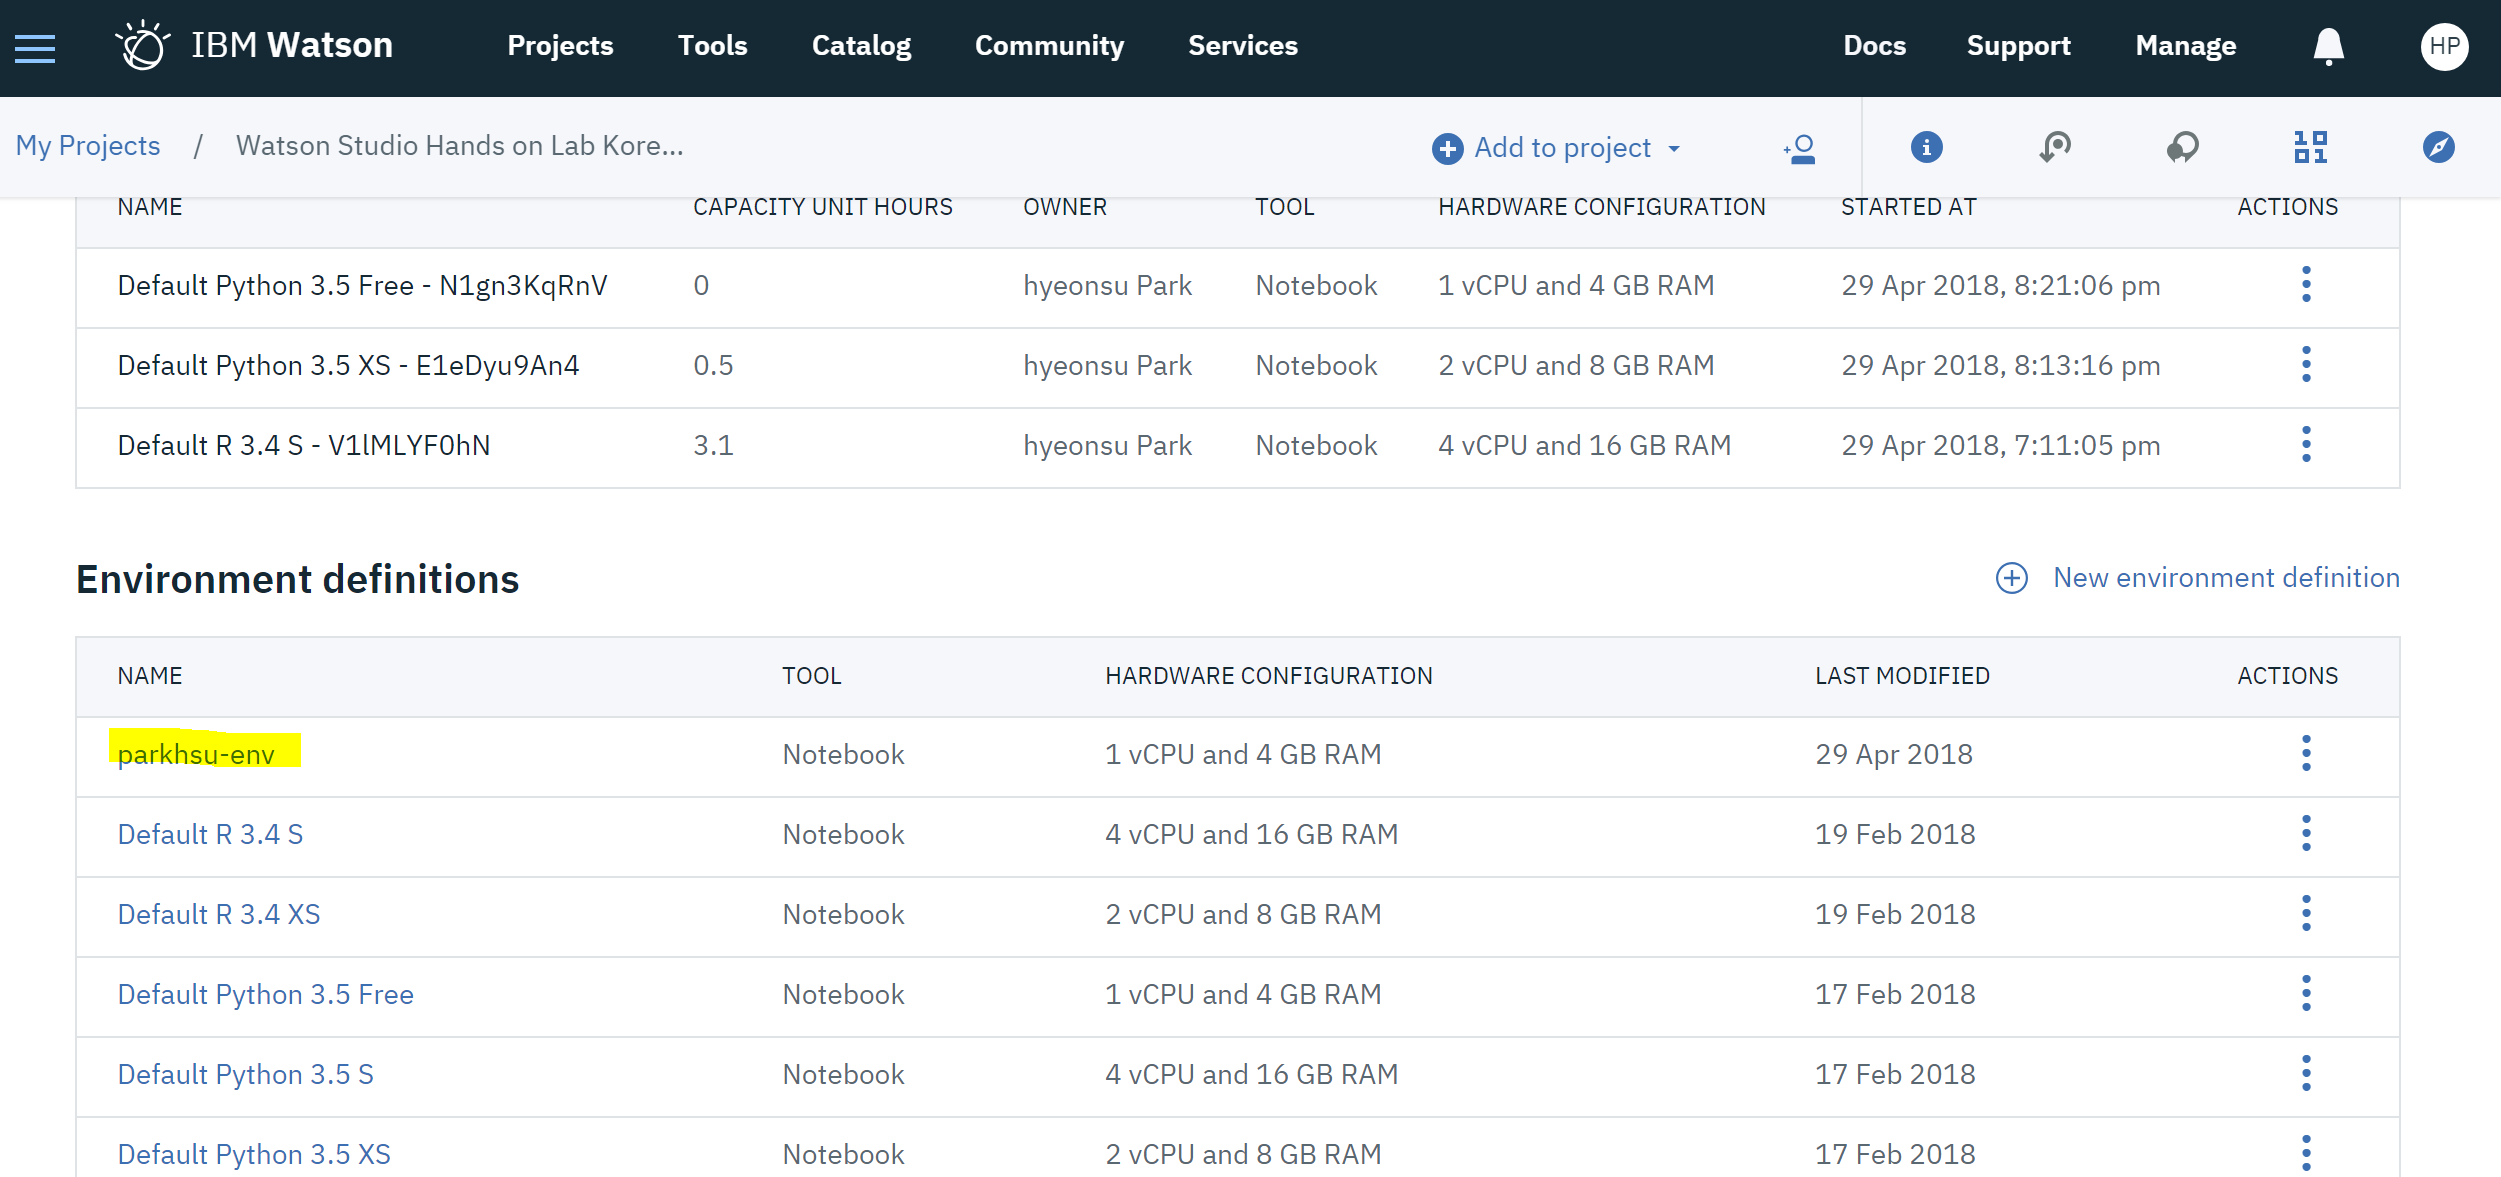 IBM Watson Projects Tools Catalog Community Services Docs Support Manage HP
My Projects / Watson Studio Hands on Lab Kore... Add to project
NAME CAPACITY UNIT HOURS OWNER TOOL HARDWARE CONFIGURATION STARTED AT ACTIONS
Default Python 3.5 Free - N1gn3KqRnV 0 hyeonsu Park Notebook 1 vCPU and 4 GB RAM 29 Apr 2018, 8:21:06 pm
Default Python 3.5 XS - E1eDyu9An4 0.5 hyeonsu Park Notebook 2 vCPU and 8 GB RAM 29 Apr 2018, 8:13:16 pm
Default R 3.4 S - V1lMLYF0hN 3.1 hyeonsu Park Notebook 4 vCPU and 16 GB RAM 29 Apr 2018, 7:11:05 pm
Environment definitions New environment definition
NAME TOOL HARDWARE CONFIGURATION LAST MODIFIED ACTIONS
parkhsu-env Notebook 1 vCPU and 4 GB RAM 29 Apr 2018
Default R 3.4 S Notebook 4 vCPU and 16 GB RAM 19 Feb 2018
Default R 3.4 XS Notebook 2 vCPU and 8 GB RAM 19 Feb 2018
Default Python 3.5 Free Notebook 1 vCPU and 4 GB RAM 17 Feb 2018
Default Python 3.5 S Notebook 4 vCPU and 16 GB RAM 17 Feb 2018
Default Python 3.5 XS Notebook 2 vCPU and 8 GB RAM 17 Feb 2018